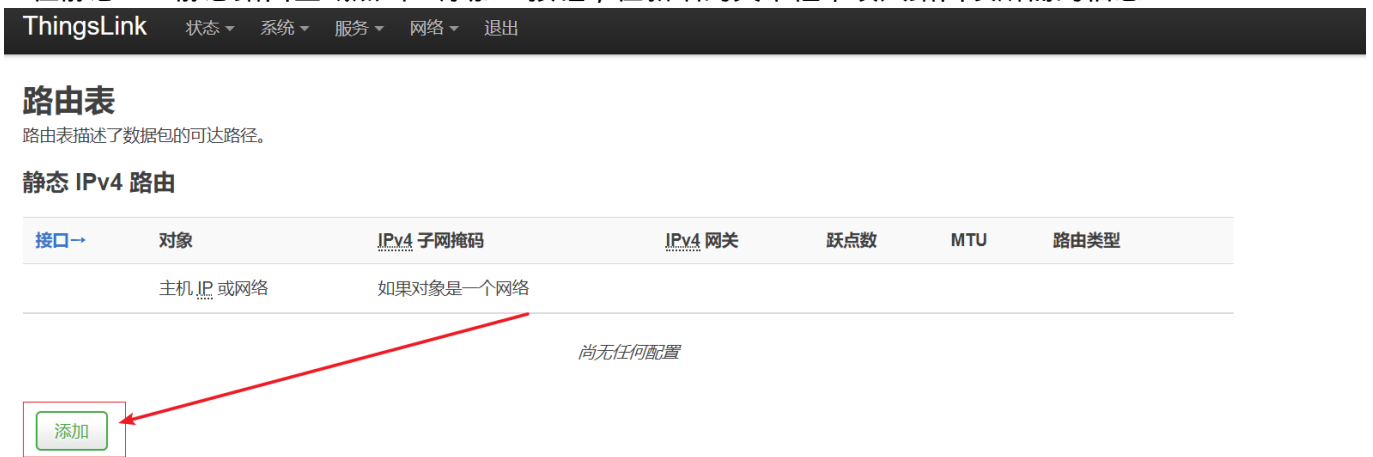 ThingsLink 状态 系统 服务 网络 退出
路由表
路由表描述了数据包的可达路径。
静态 IPv4 路由
接口→ 对象 IPv4 子网掩码 IPv4 网关 跃点数 MTU 路由类型
主机 IP 或网络 如果对象是一个网络
尚无任何配置
添加